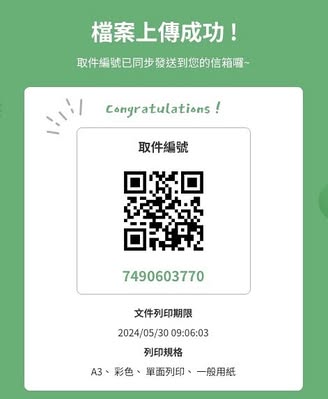 檔案上傳成功！
取件編號已同步發送到您的信箱囉~
Congratulations！
取件編號
7490603770
文件列印期限
2024/05/30 09:06:03
列印規格
A3、 彩色、 單面列印、 一般用紙